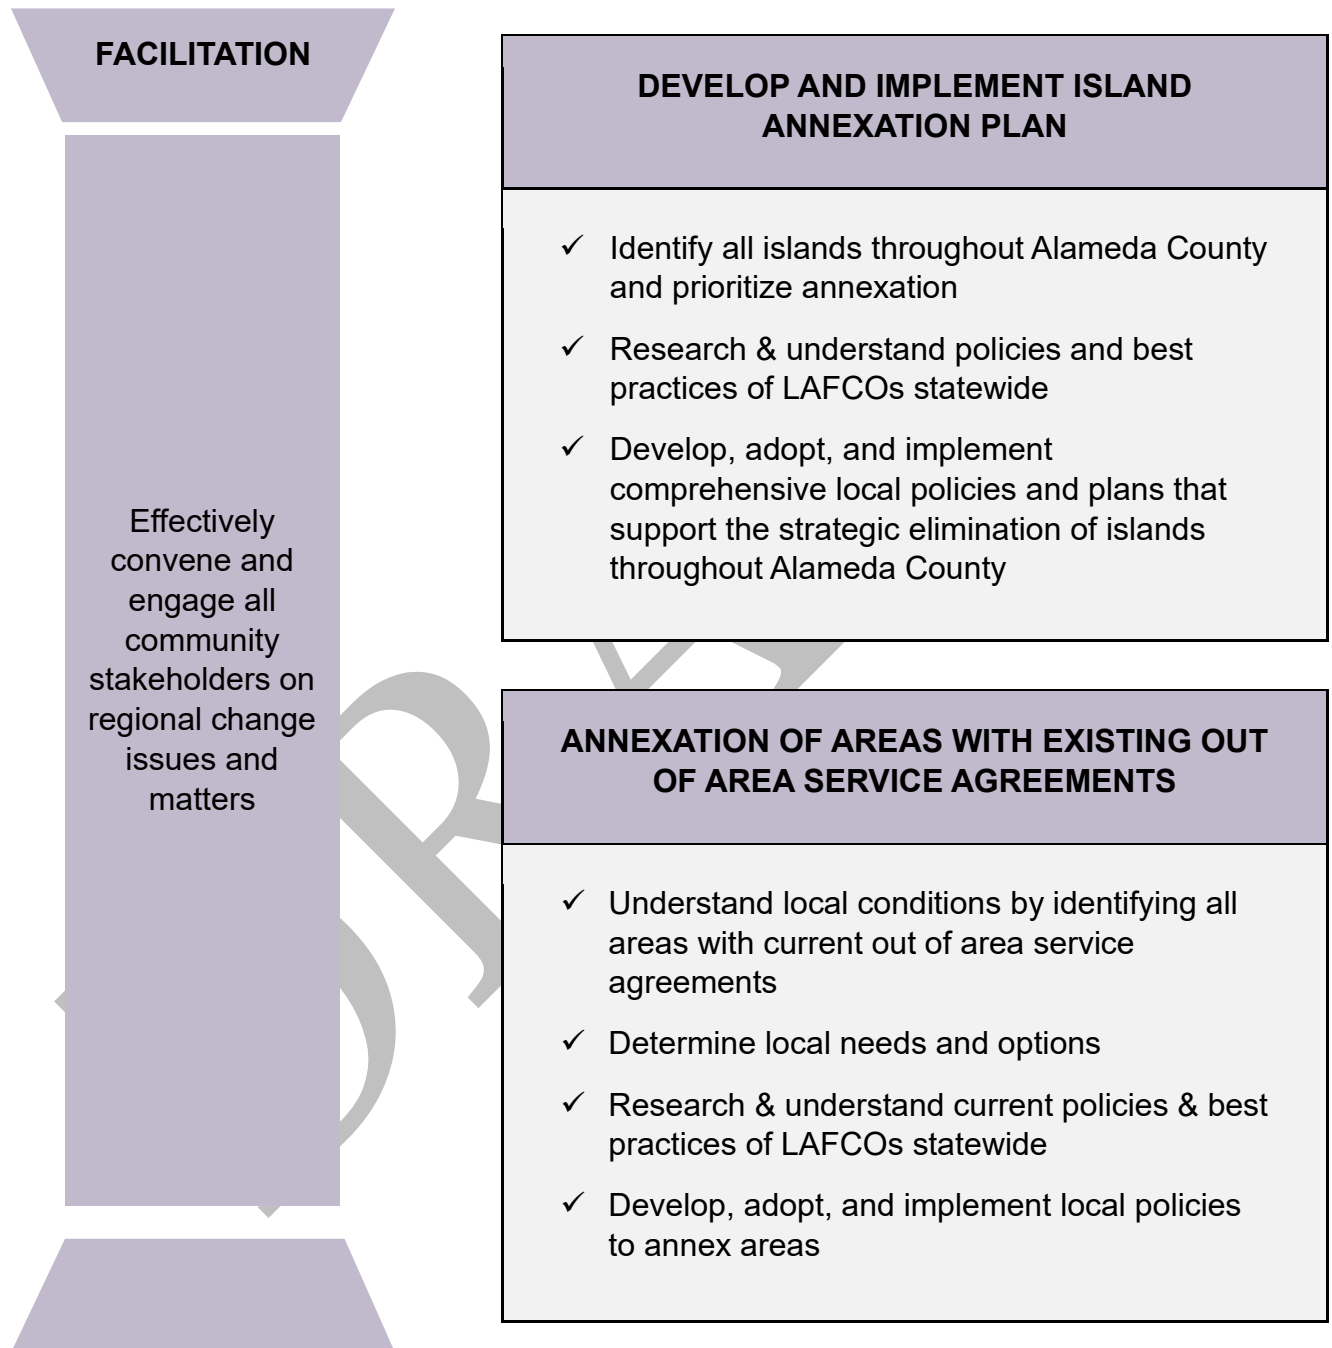 FACILITATION
Effectively
convene and
engage all
community
stakeholders on
regional change
issues and
matters
DEVELOP AND IMPLEMENT ISLAND
ANNEXATION PLAN
✓ Identify all islands throughout Alameda County
and prioritize annexation
✓ Research & understand policies and best
practices of LAFCOs statewide
✓ Develop, adopt, and implement
comprehensive local policies and plans that
support the strategic elimination of islands
throughout Alameda County
ANNEXATION OF AREAS WITH EXISTING OUT
OF AREA SERVICE AGREEMENTS
✓ Understand local conditions by identifying all
areas with current out of area service
agreements
✓ Determine local needs and options
✓ Research & understand current policies & best
practices of LAFCOs statewide
✓ Develop, adopt, and implement local policies
to annex areas